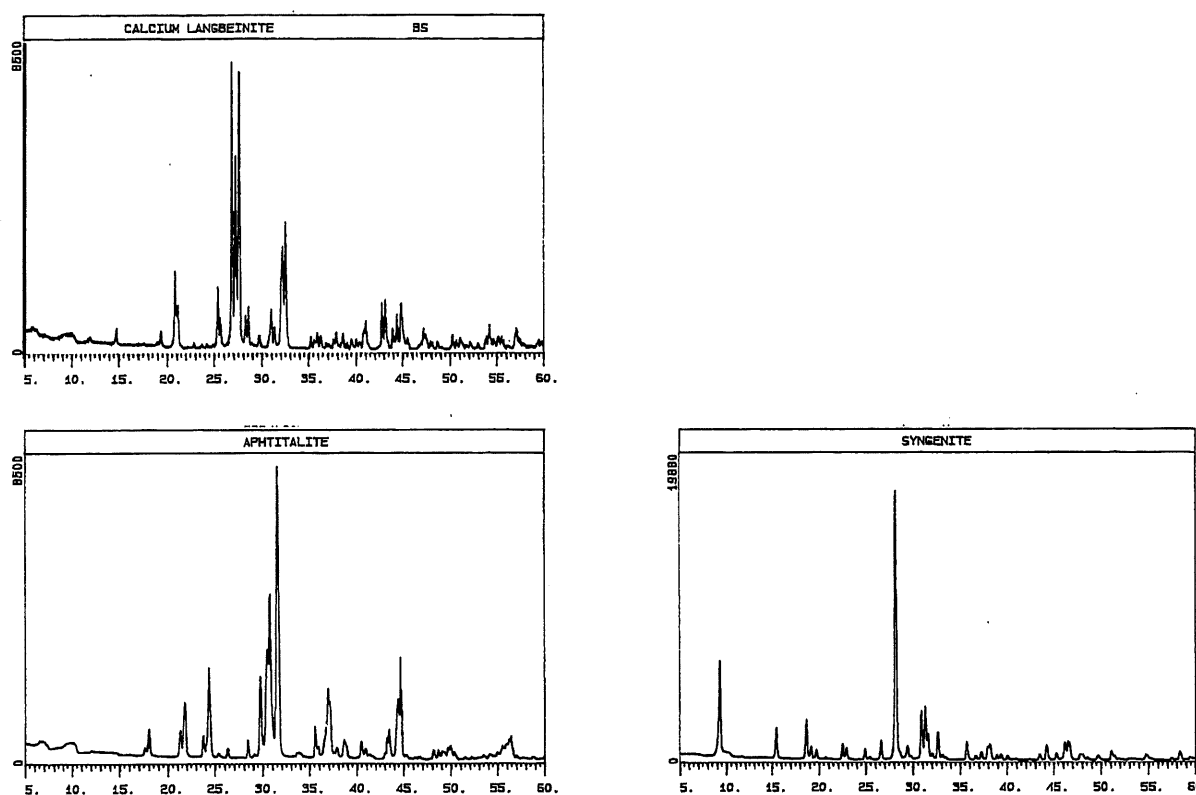 CALCIUM LANGBEINITE BS
8500
0
5. 10. 15. 20. 25. 30. 35. 40. 45. 50. 55. 60.
APHTITALITE
8500
0
5. 10. 15. 20. 25. 30. 35. 40. 45. 50. 55. 60.
SYNGENITE
19880
0
5. 10. 15. 20. 25. 30. 35. 40. 45. 50. 55. 60